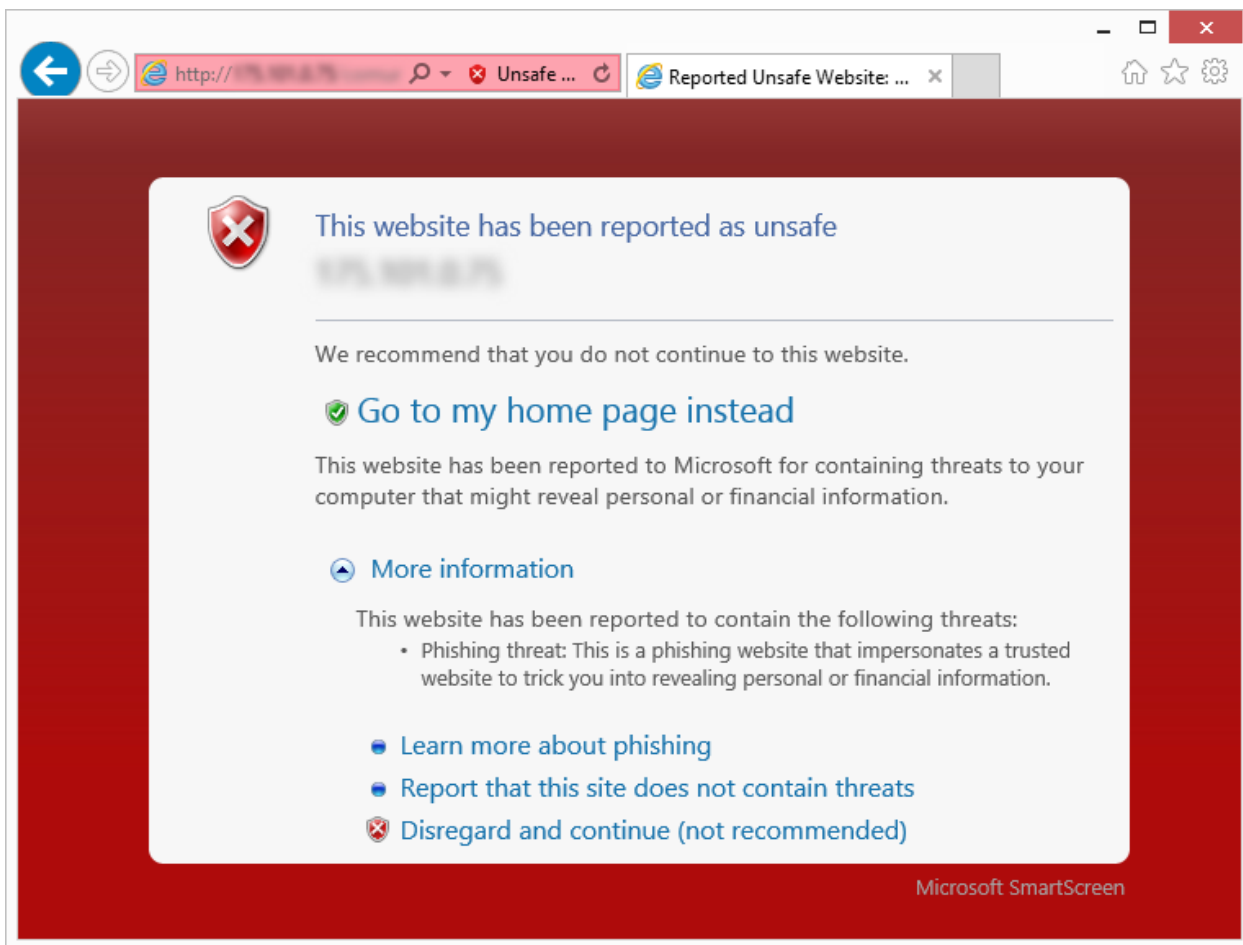 http://
Unsafe ...
Reported Unsafe Website: ...
This website has been reported as unsafe
We recommend that you do not continue to this website.
Go to my home page instead
This website has been reported to Microsoft for containing threats to your
computer that might reveal personal or financial information.
More information
This website has been reported to contain the following threats:
• Phishing threat: This is a phishing website that impersonates a trusted
website to trick you into revealing personal or financial information.
Learn more about phishing
Report that this site does not contain threats
Disregard and continue (not recommended)
Microsoft SmartScreen